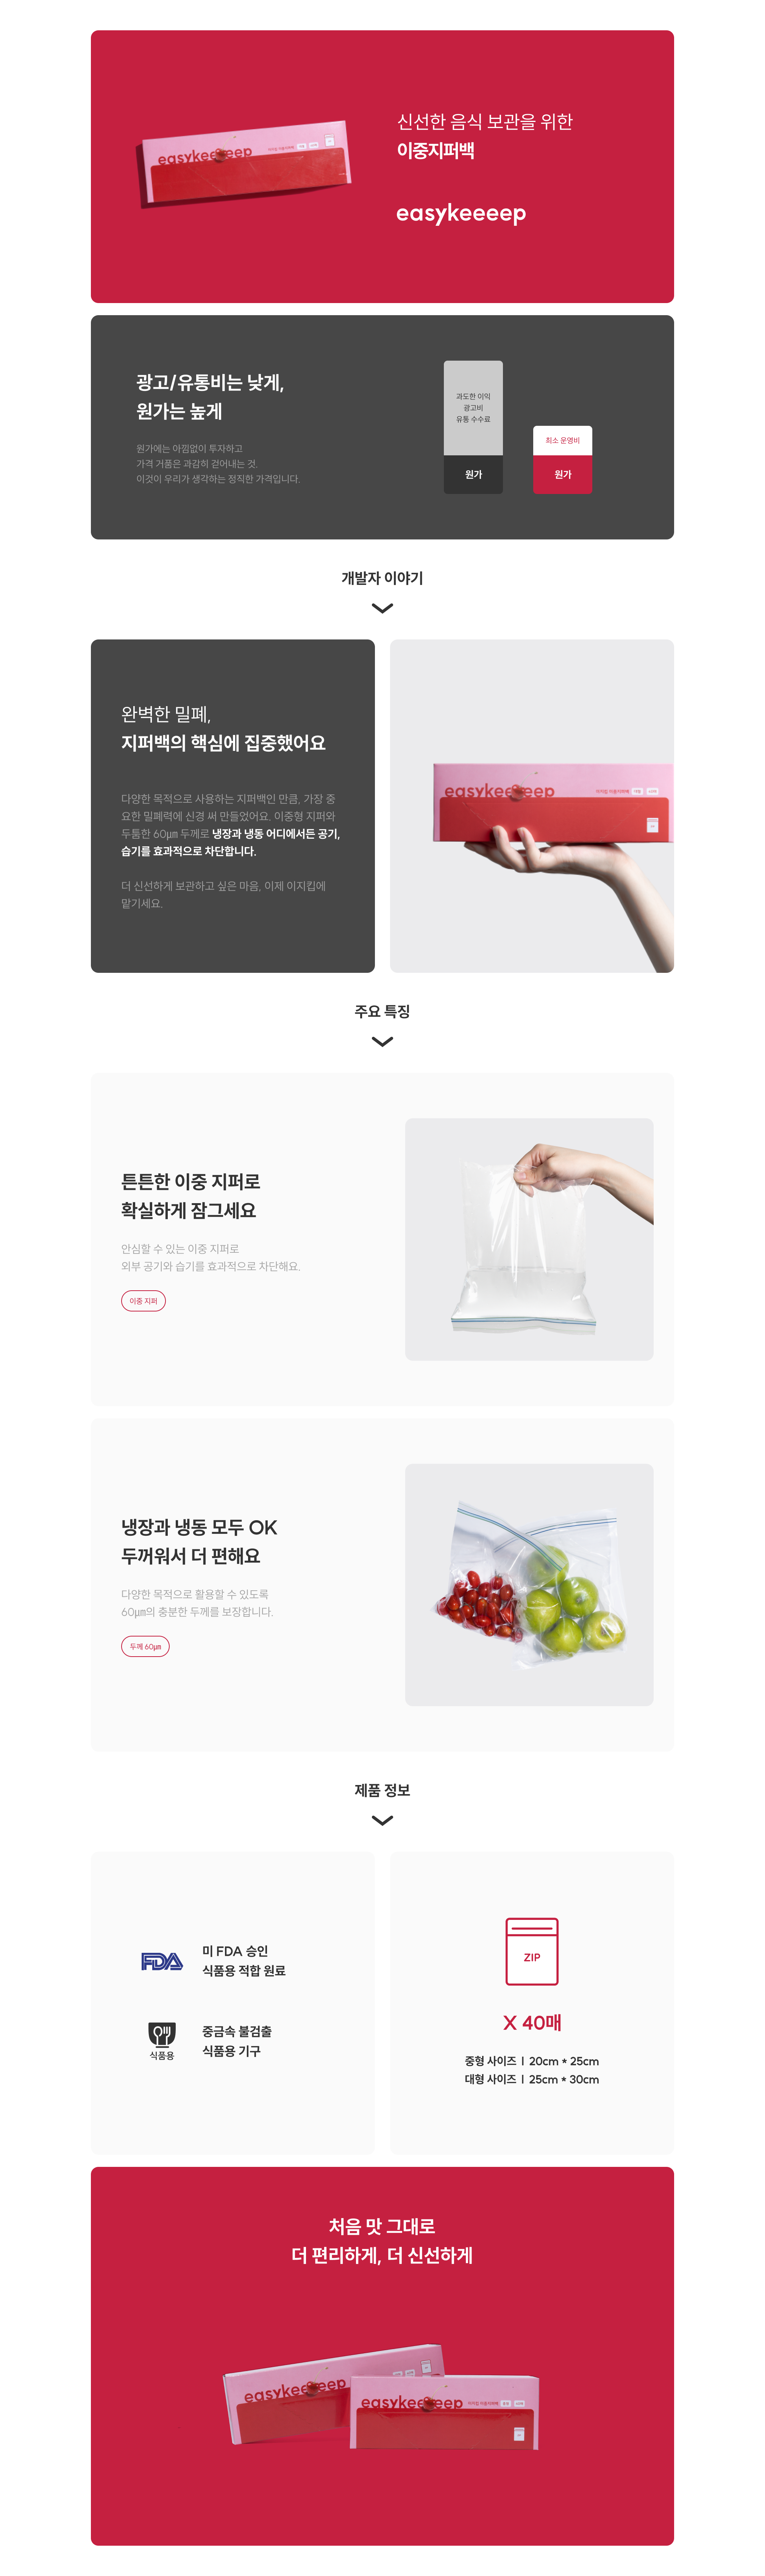 easykeeeeep
신선한 음식 보관을 위한
이중지퍼백
easykeeeeep
광고/유통비는 낮게,
원가는 높게
원가에는 아낌없이 투자하고
가격 거품은 과감히 걷어내는 것.
이것이 우리가 생각하는 정직한 가격입니다.
과도한 이익
광고비
유통 수수료
원가
최소 운영비
원가
개발자 이야기
완벽한 밀폐,
지퍼백의 핵심에 집중했어요
다양한 목적으로 사용하는 지퍼백인 만큼, 가장 중
요한 밀폐력에 신경 써 만들었어요. 이중형 지퍼와
두툼한 60㎛ 두께로 냉장과 냉동 어디에서든 공기,
습기를 효과적으로 차단합니다.
더 신선하게 보관하고 싶은 마음, 이제 이지킵에
맡기세요.
easykeeeeep
주요 특징
튼튼한 이중 지퍼로
확실하게 잠그세요
안심할 수 있는 이중 지퍼로
외부 공기와 습기를 효과적으로 차단해요.
이중 지퍼
냉장과 냉동 모두 OK
두꺼워서 더 편해요
다양한 목적으로 활용할 수 있도록
60㎛의 충분한 두께를 보장합니다.
두께 60㎛
제품 정보
FDA
미 FDA 승인
식품용 적합 원료
식품용
중금속 불검출
식품용 기구
ZIP
X 40매
중형 사이즈 l 20cm * 25cm
대형 사이즈 l 25cm * 30cm
처음 맛 그대로
더 편리하게, 더 신선하게
easykeeeeep
easykeeeeep